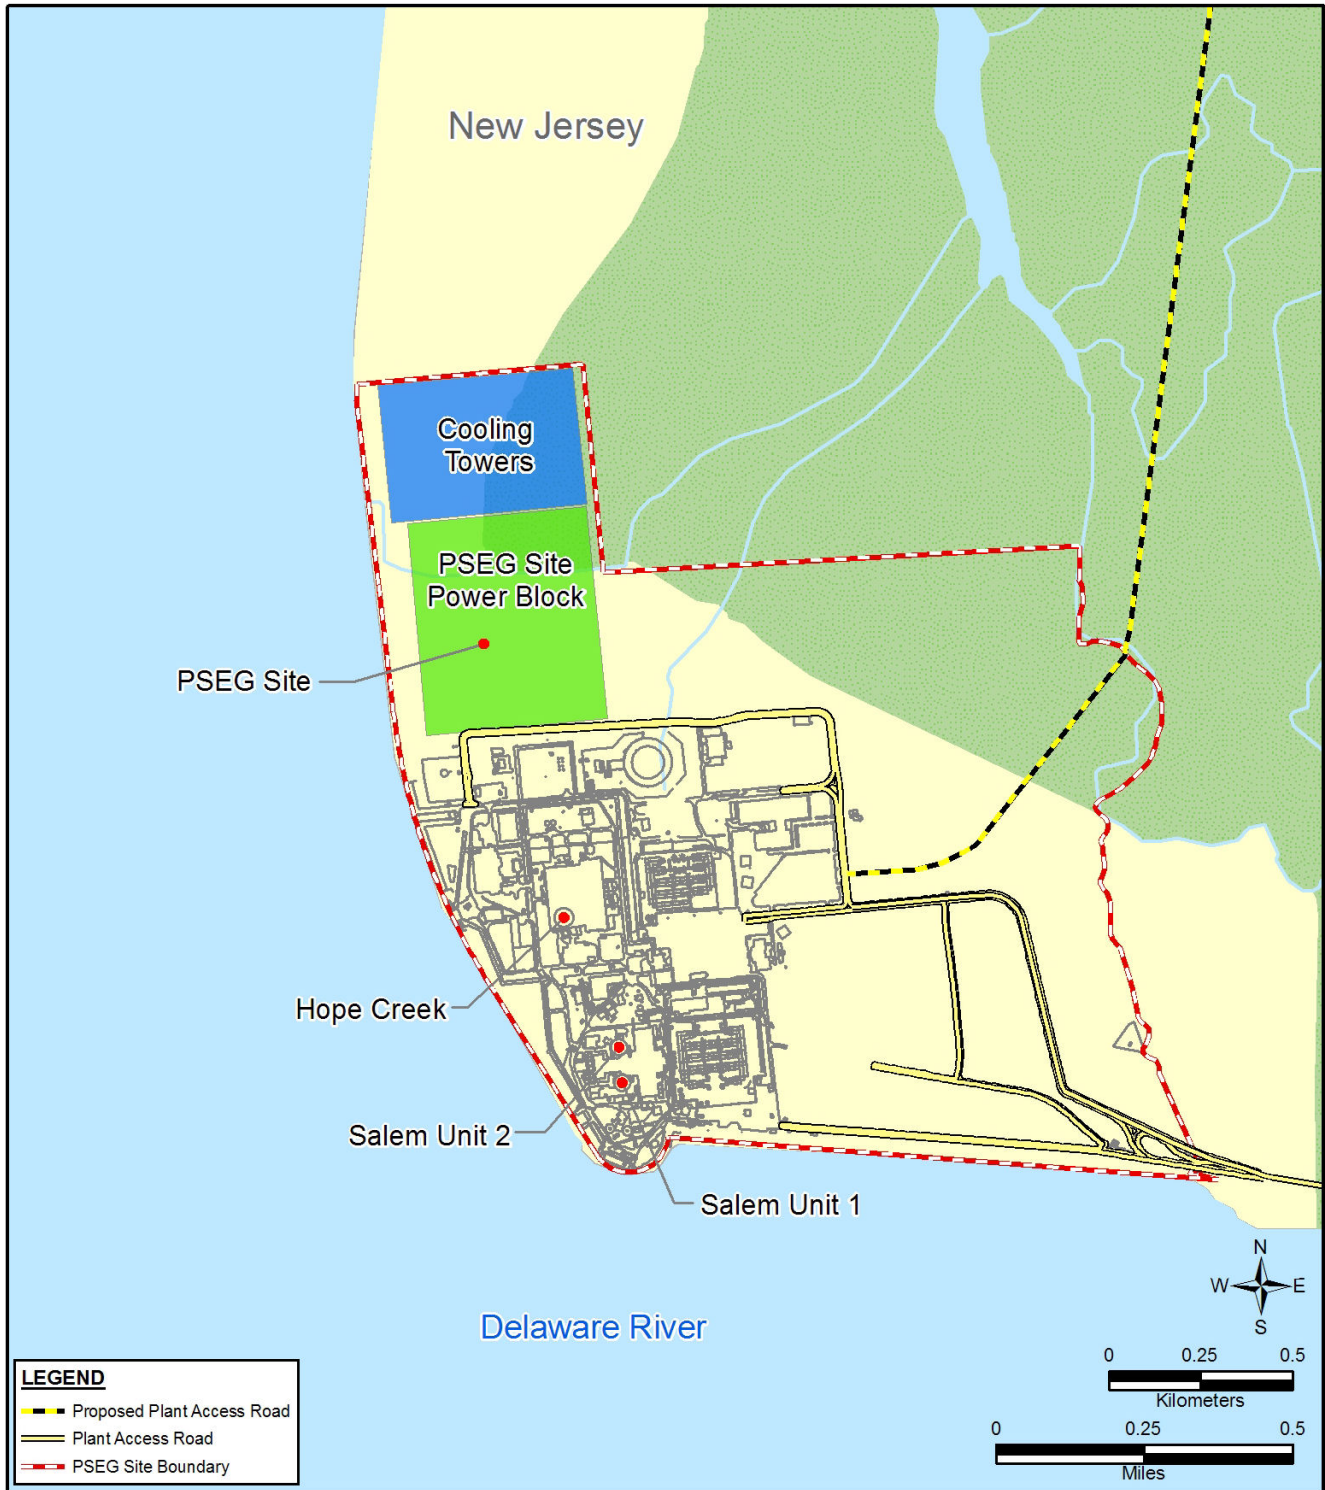 New Jersey
Cooling
Towers
PSEG Site
Power Block
PSEG Site
Hope Creek
Salem Unit 2
Salem Unit 1
Delaware River
N
W E
S
0 0.25 0.5
Kilometers
0 0.25 0.5
Miles
LEGEND
Proposed Plant Access Road
Plant Access Road
PSEG Site Boundary